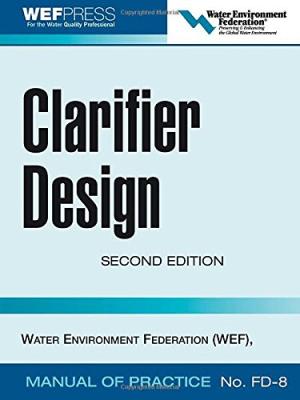 WEFPRESS
For the Water Quality Professional
Water Environment
Federation®
Preserving & Enhancing
the Global Water Environment
Clarifier
Design
SECOND EDITION
WATER ENVIRONMENT FEDERATION (WEF),
MANUAL OF PRACTICE No. FD-8